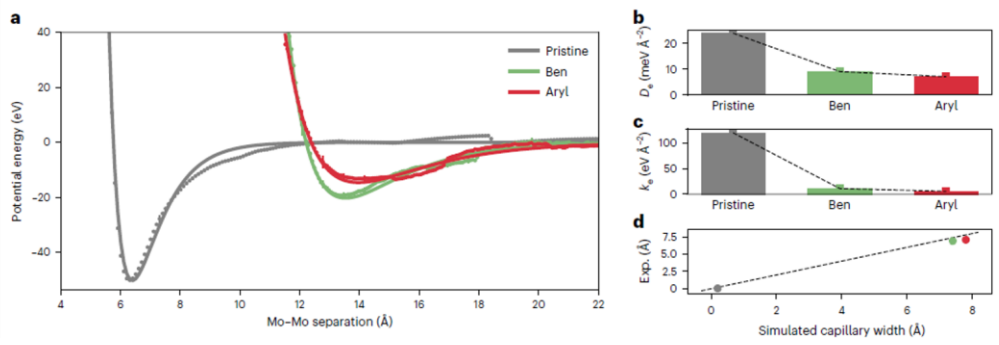 a
Potential energy (eV)
40
20
0
−20
−40
4 6 8 10 12 14 16 18 20 22
Mo–Mo separation (Å)
Pristine
Ben
Aryl
b
Dₑ (meV Å⁻²)
20
10
0
Pristine Ben Aryl
c
kₑ (eV Å⁻²)
100
50
0
Pristine Ben Aryl
d
Exp. (Å)
7.5
5.0
2.5
0
0 2 4 6 8
Simulated capillary width (Å)